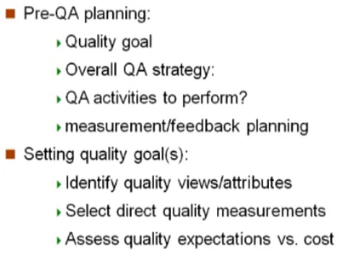 Pre-QA planning:
Quality goal
Overall QA strategy:
QA activities to perform?
measurement/feedback planning
Setting quality goal(s):
Identify quality views/attributes
Select direct quality measurements
Assess quality expectations vs. cost